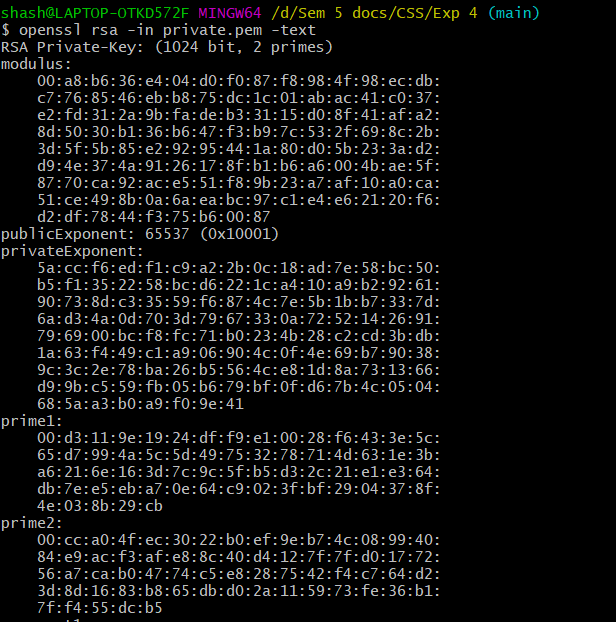 shash@LAPTOP-OTKD572F MINGW64 /d/Sem 5 docs/CSS/Exp 4 (main)
$ openssl rsa -in private.pem -text
RSA Private-Key: (1024 bit, 2 primes)
modulus:
00:a8:b6:36:e4:04:d0:f0:87:f8:98:4f:98:ec:db:
c7:76:85:46:eb:b8:75:dc:1c:01:ab:ac:41:c0:37:
e2:fd:31:2a:9b:fa:de:b3:31:15:d0:8f:41:af:a2:
8d:50:30:b1:36:b6:47:f3:b9:7c:53:2f:69:8c:2b:
3d:5f:5b:85:e2:92:95:44:1a:80:d0:5b:23:3a:d2:
d9:4e:37:4a:91:26:17:8f:b1:b6:a6:00:4b:ae:5f:
87:70:ca:92:ac:e5:51:f8:9b:23:a7:af:10:a0:ca:
51:ce:49:8b:0a:6a:ea:bc:97:c1:e4:e6:21:20:f6:
d2:df:78:44:f3:75:b6:00:87
publicExponent: 65537 (0x10001)
privateExponent:
5a:cc:f6:ed:f1:c9:a2:2b:0c:18:ad:7e:58:bc:50:
b5:f1:35:22:58:bc:d6:22:1c:a4:10:a9:b2:92:61:
90:73:8d:c3:35:59:f6:87:4c:7e:5b:1b:b7:33:7d:
6a:d3:4a:0d:70:3d:79:67:33:0a:72:52:14:26:91:
79:69:00:bc:f8:fc:71:b0:23:4b:28:c2:cd:3b:db:
1a:63:f4:49:c1:a9:06:90:4c:0f:4e:69:b7:90:38:
9c:3c:2e:78:ba:26:b5:56:4c:e8:1d:8a:73:13:66:
d9:9b:c5:59:fb:05:b6:79:bf:0f:d6:7b:4c:05:04:
68:5a:a3:b0:a9:f0:9e:41
prime1:
00:d3:11:9e:19:24:df:f9:e1:00:28:f6:43:3e:5c:
65:d7:99:4a:5c:5d:49:75:32:78:71:4d:63:1e:3b:
a6:21:6e:16:3d:7c:9c:5f:b5:d3:2c:21:e1:e3:64:
db:7e:e5:eb:a7:0e:64:c9:02:3f:bf:29:04:37:8f:
4e:03:8b:29:cb
prime2:
00:cc:a0:4f:ec:30:22:b0:ef:9e:b7:4c:08:99:40:
84:e9:ac:f3:af:e8:8c:40:d4:12:7f:7f:d0:17:72:
56:a7:ca:b0:47:74:c5:e8:28:75:42:f4:c7:64:d2:
3d:8d:16:83:b8:65:db:d0:2a:11:59:73:fe:36:b1:
7f:f4:55:dc:b5